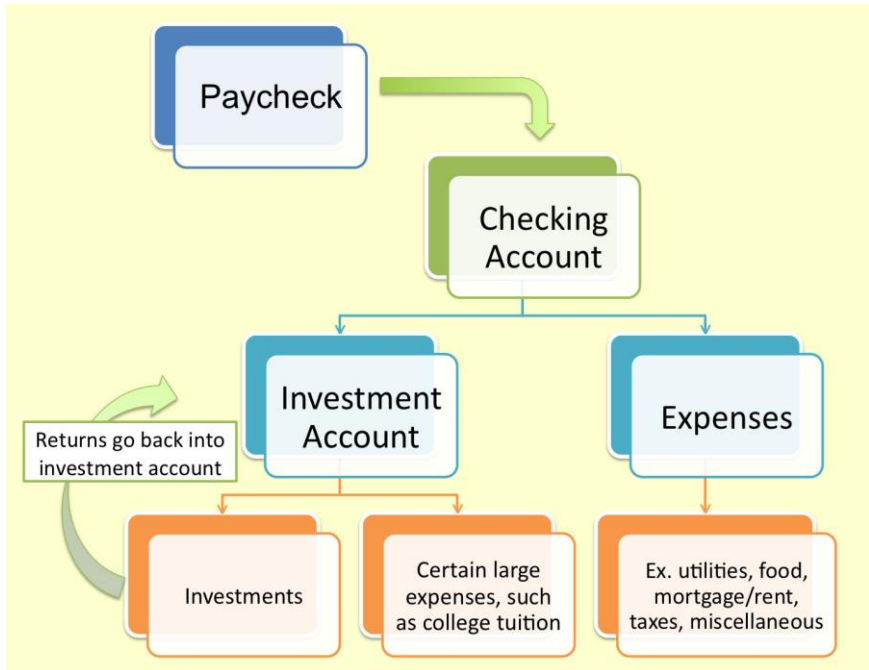 Paycheck
Checking
Account
Investment
Account
Expenses
Returns go back into
investment account
Investments
Certain large
expenses, such
as college tuition
Ex. utilities, food,
mortgage/rent,
taxes, miscellaneous